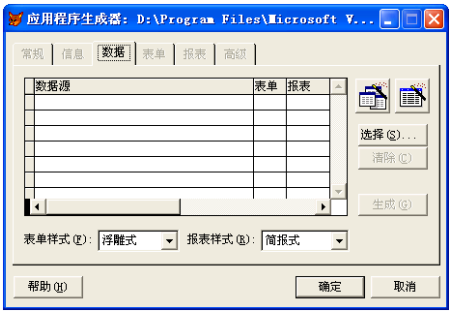 应用程序生成器: D:\Program Files\Microsoft V...
常规 信息 数据 表单 报表 高级
数据源 表单 报表
选择(S)...
清除(C)
生成(G)
表单样式(F): 浮雕式 报表样式(R): 简报式
帮助(H) 确定 取消